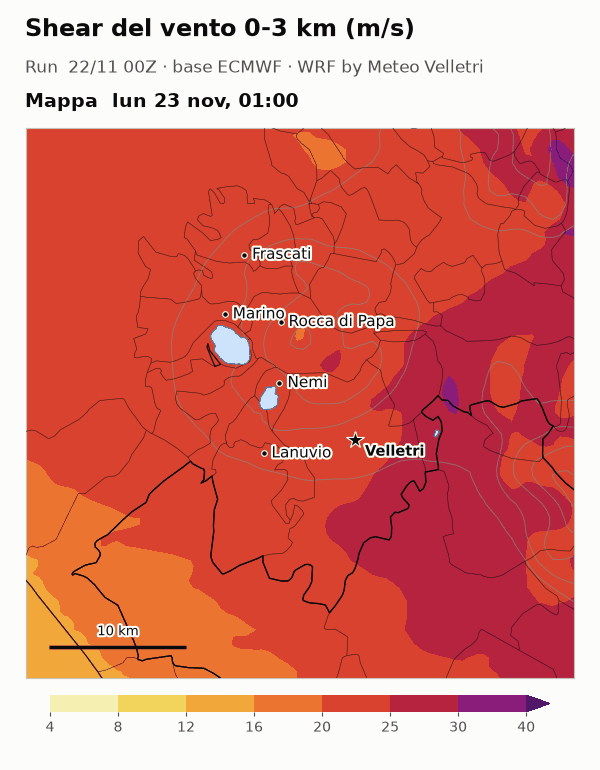 Shear del vento 0-3 km (m/s)
Run  22/11 00Z · base ECMWF · WRF by Meteo Velletri
Mappa  lun 23 nov, 01:00
Frascati
Marino
Rocca di Papa
Nemi
Velletri
Lanuvio
10 km
4 8 12 16 20 25 30 40